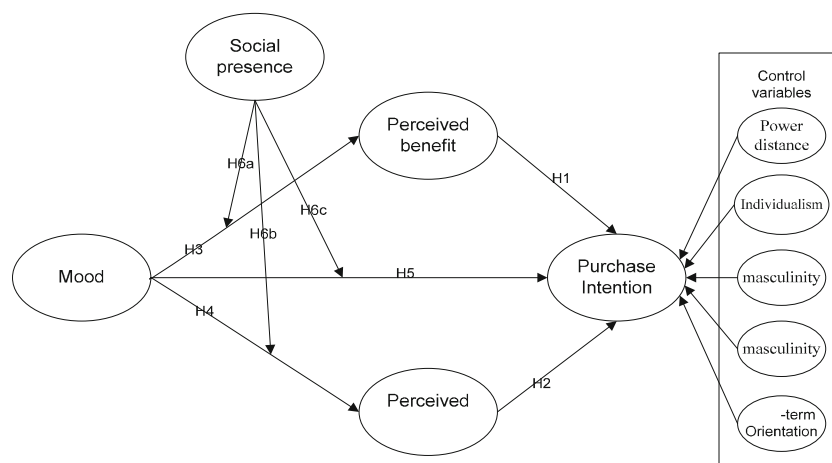 Social
presence
Control
variables
Perceived
benefit
Power
distance
H6a
H1
H6c
Individualism
H6b
H3
Mood
H5
Purchase
Intention
masculinity
H4
masculinity
Perceived
H2
-term
Orientation